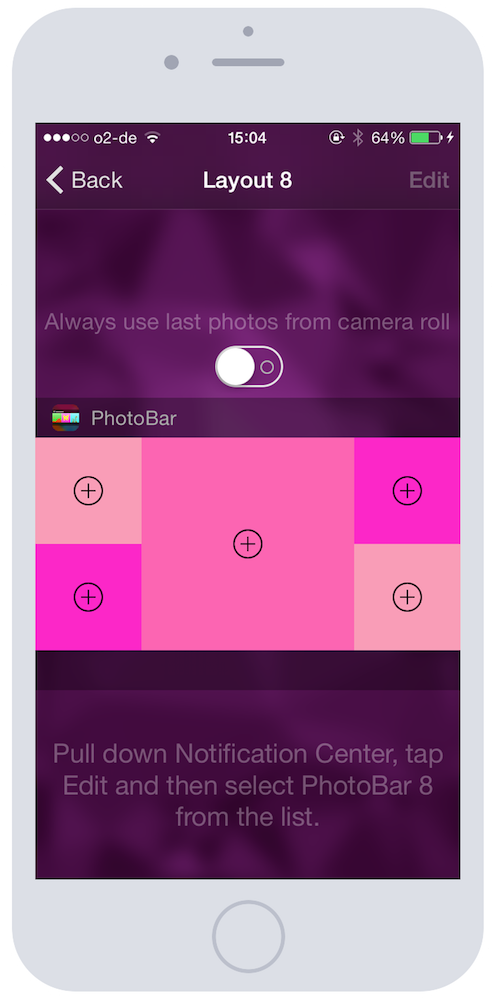 o2-de 15:04 64%
Back Layout 8 Edit
Always use last photos from camera roll
PhotoBar
Pull down Notification Center, tap
Edit and then select PhotoBar 8
from the list.